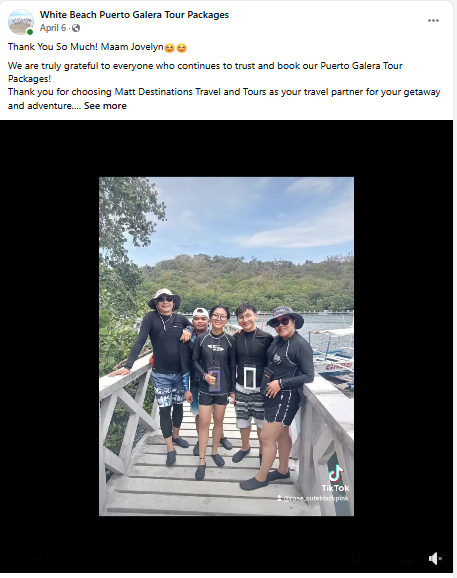 White Beach Puerto Galera Tour Packages
April 6 ·
Thank You So Much! Maam Jovelyn😊😊
We are truly grateful to everyone who continues to trust and book our Puerto Galera Tour
Packages!
Thank you for choosing Matt Destinations Travel and Tours as your travel partner for your getaway
and adventure.... See more
TikTok
@rose_cuteblackpink